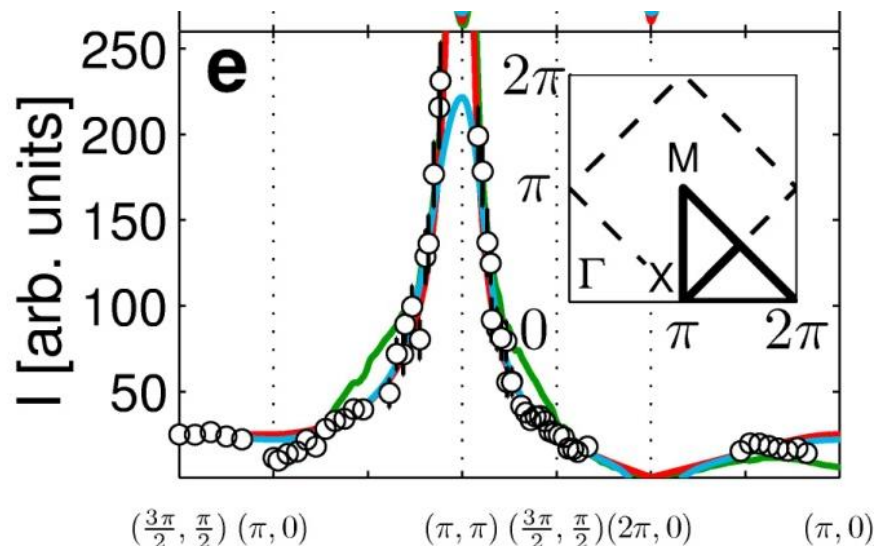 e
I [arb. units]
250
200
150
100
50
2π
π
0
M
Γ
X
π
2π
(3π/2, π/2) (π, 0) (π, π) (3π/2, π/2) (2π, 0) (π, 0)